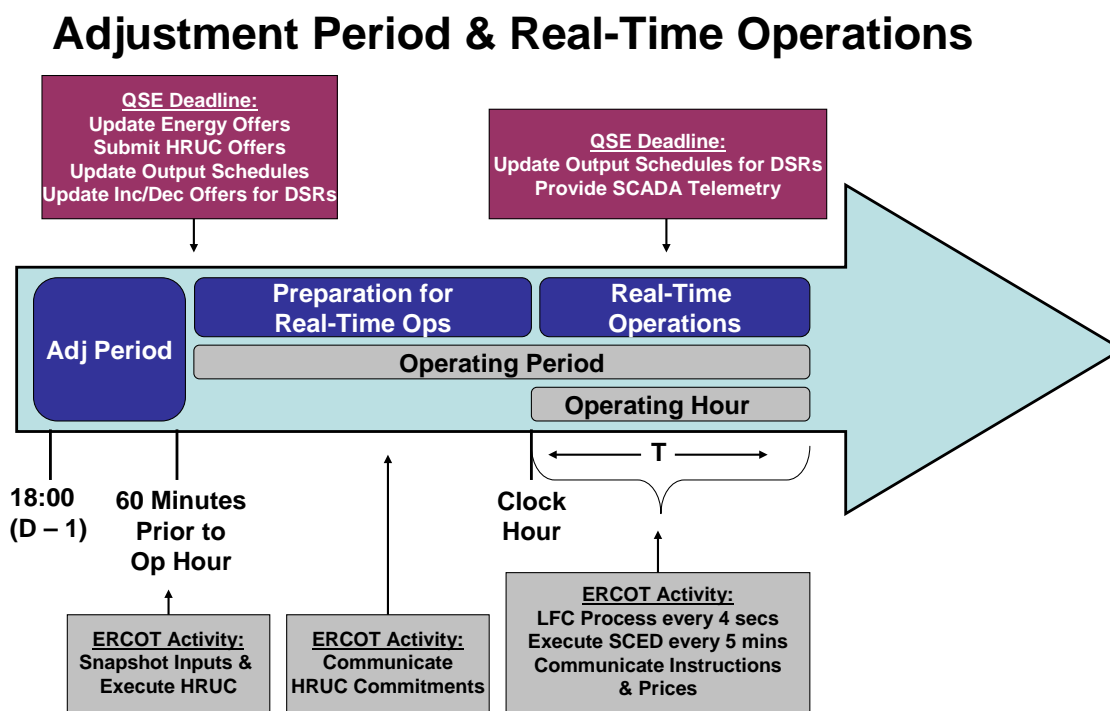 Adjustment Period & Real-Time Operations
QSE Deadline:
Update Energy Offers
Submit HRUC Offers
Update Output Schedules
Update Inc/Dec Offers for DSRs
QSE Deadline:
Update Output Schedules for DSRs
Provide SCADA Telemetry
Adj Period
Preparation for
Real-Time Ops
Real-Time
Operations
Operating Period
Operating Hour
T
18:00
(D – 1)
60 Minutes
Prior to
Op Hour
Clock
Hour
ERCOT Activity:
Snapshot Inputs &
Execute HRUC
ERCOT Activity:
Communicate
HRUC Commitments
ERCOT Activity:
LFC Process every 4 secs
Execute SCED every 5 mins
Communicate Instructions
& Prices